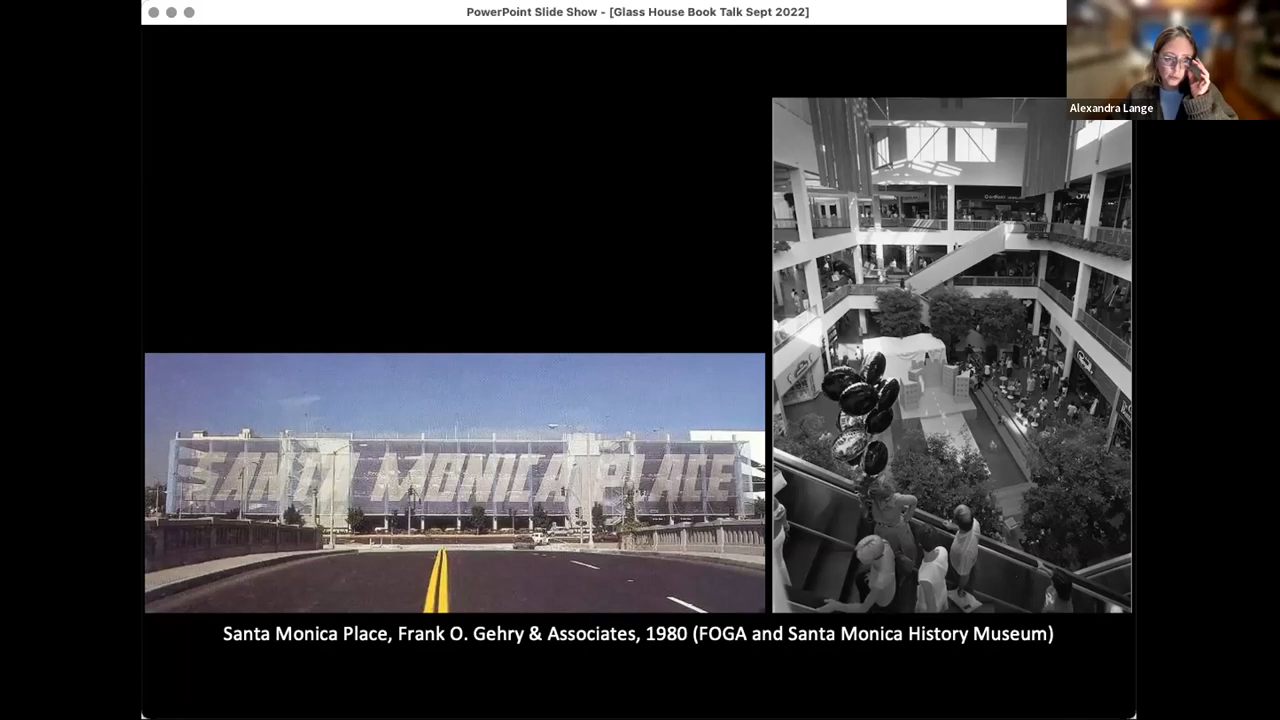 PowerPoint Slide Show - [Glass House Book Talk Sept 2022]
Alexandra Lange
SANTA MONICA PLACE
Santa Monica Place, Frank O. Gehry & Associates, 1980 (FOGA and Santa Monica History Museum)